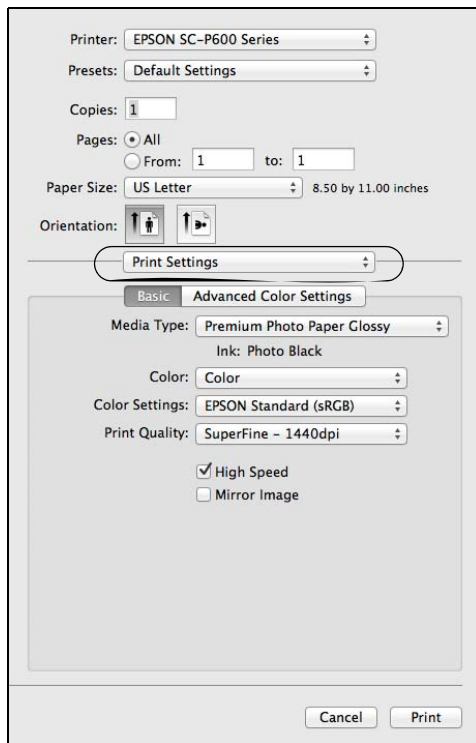 Printer: EPSON SC-P600 Series
Presets: Default Settings
Copies: 1
Pages: All
From: 1 to: 1
Paper Size: US Letter 8.50 by 11.00 inches
Orientation:
Print Settings
Basic Advanced Color Settings
Media Type: Premium Photo Paper Glossy
Ink: Photo Black
Color: Color
Color Settings: EPSON Standard (sRGB)
Print Quality: SuperFine – 1440dpi
High Speed
Mirror Image
Cancel Print